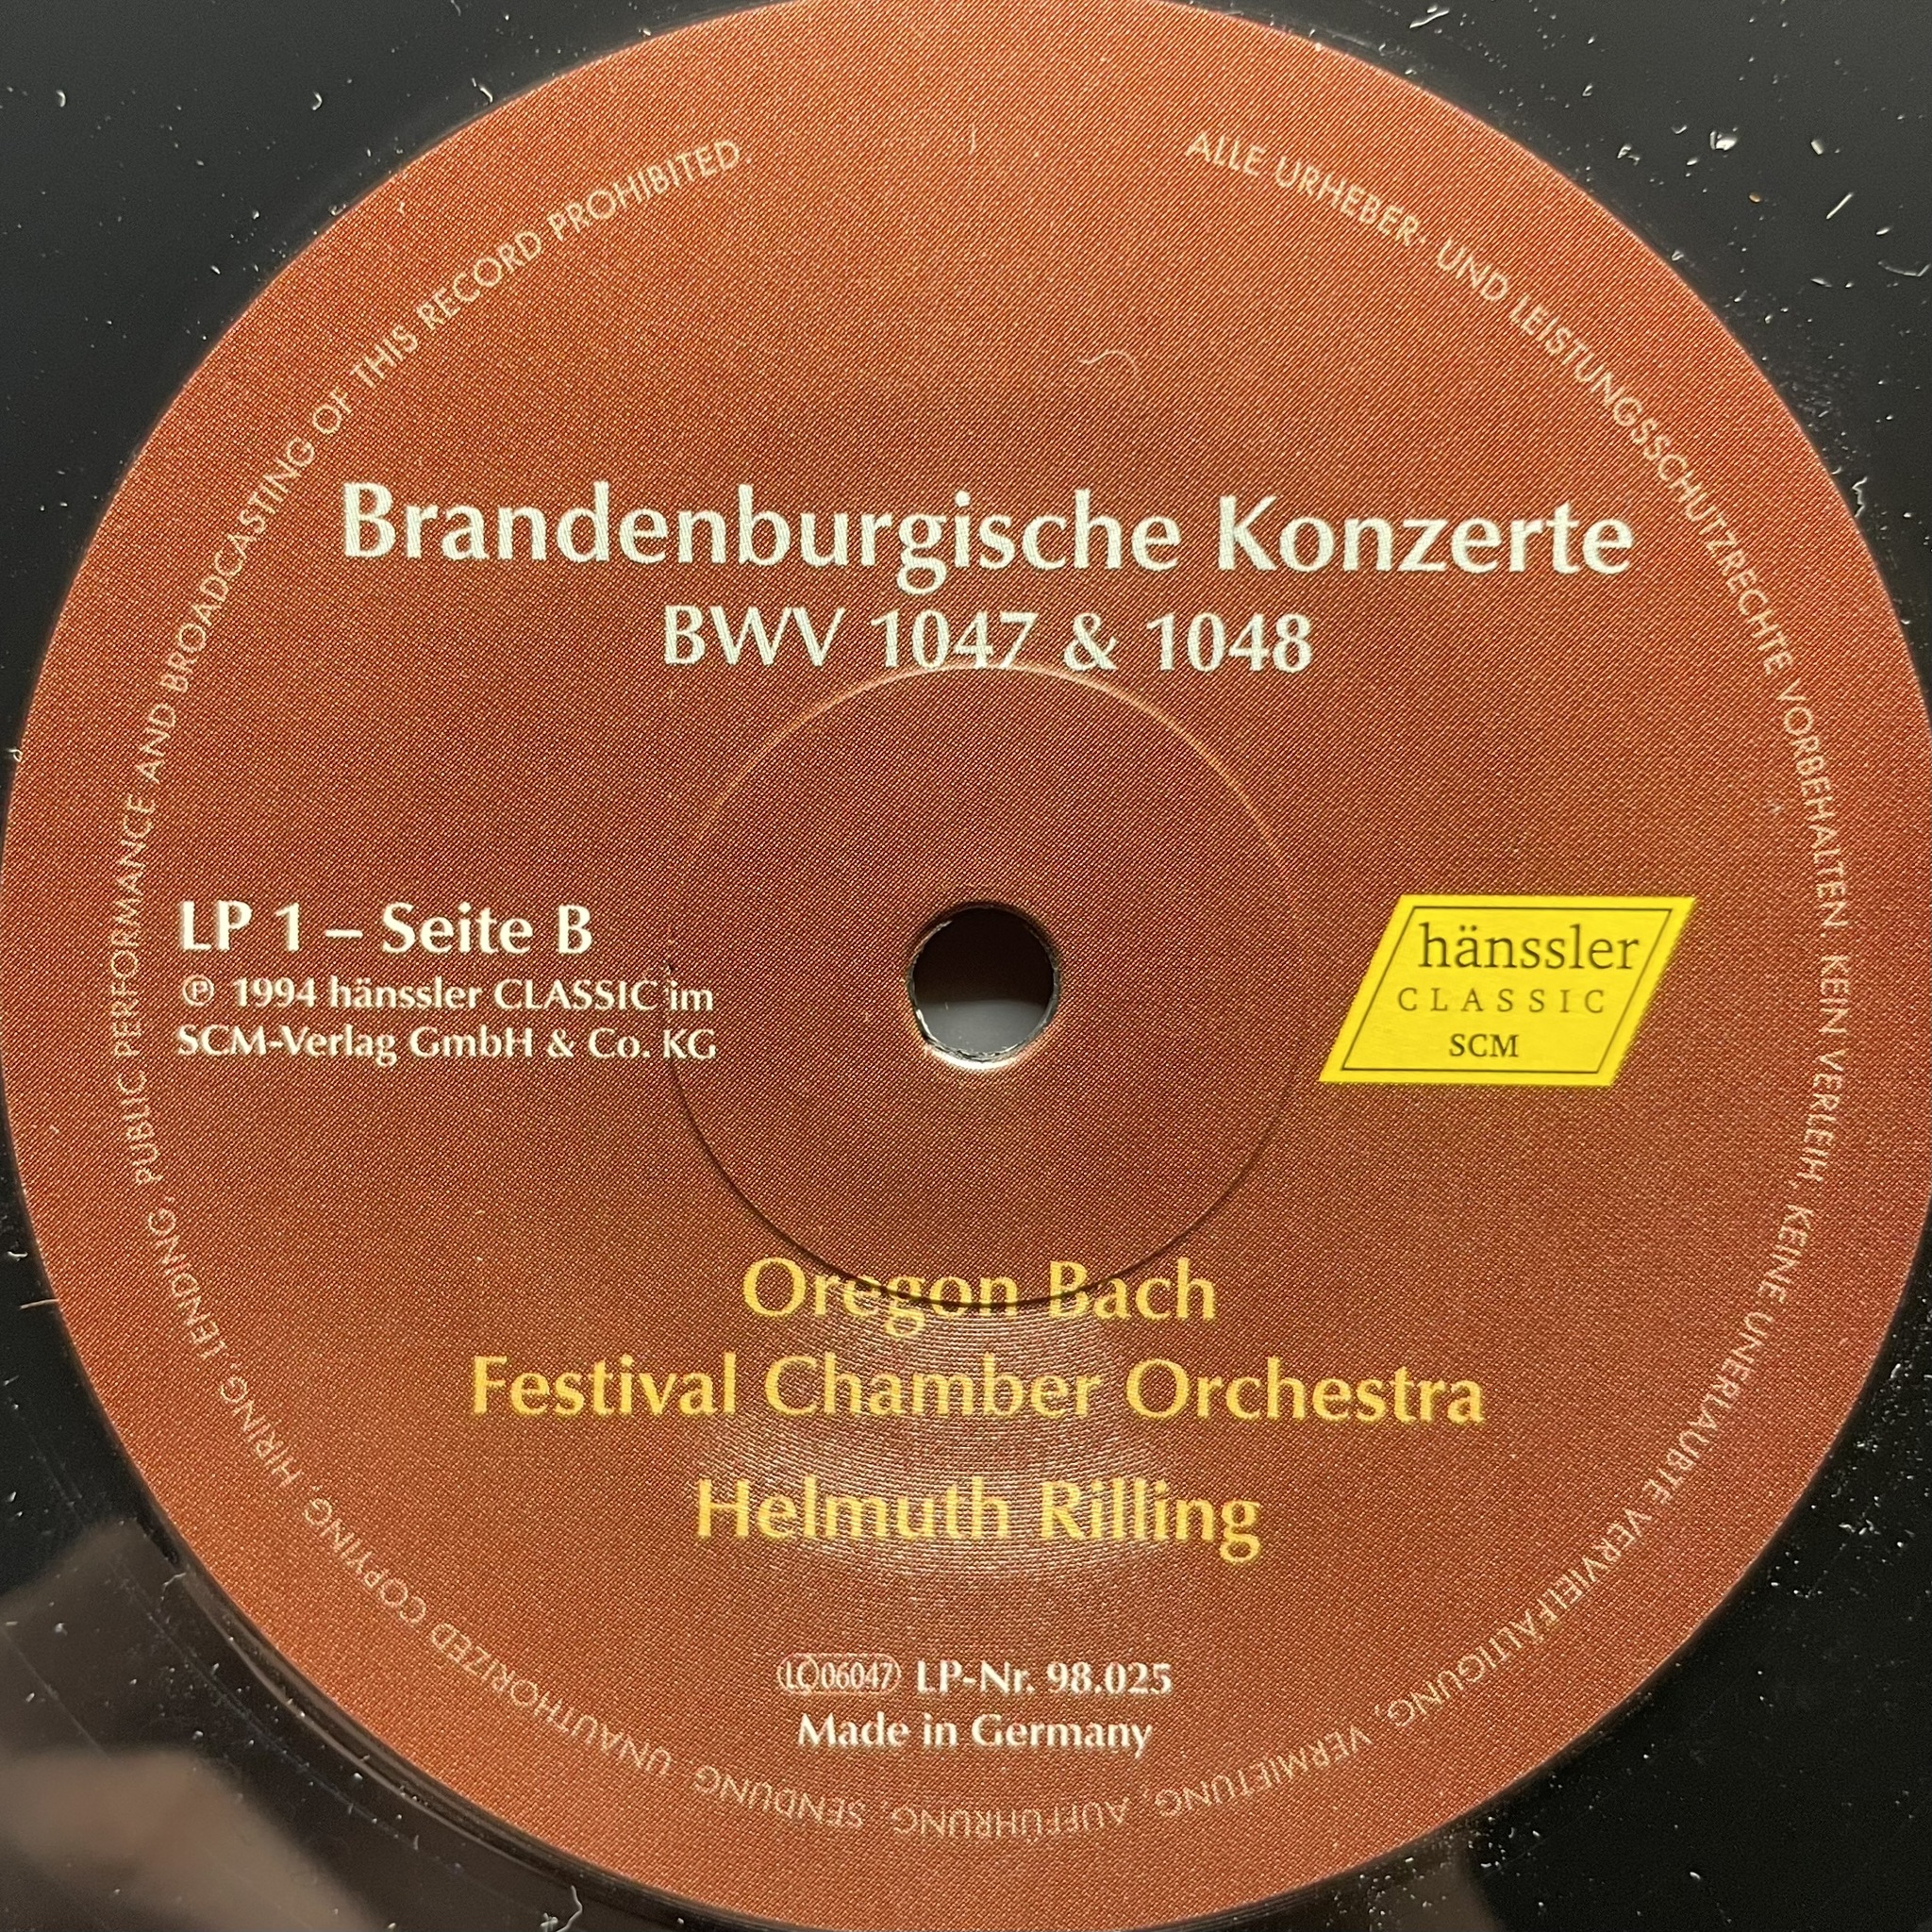 Brandenburgische Konzerte
BWV 1047 & 1048
LP 1 – Seite B
℗ 1994 hänssler CLASSIC im
SCM-Verlag GmbH & Co. KG
hänssler
CLASSIC
SCM
Oregon Bach
Festival Chamber Orchestra
Helmuth Rilling
LC 06047 LP-Nr. 98.025
Made in Germany
ALLE URHEBER- UND LEISTUNGSSCHUTZRECHTE VORBEHALTEN. KEIN VERLEIH, KEINE UNERLAUBTE VERVIELFÄLTIGUNG, VERMIETUNG, AUFFÜHRUNG, SENDUNG. UNAUTHORIZED COPYING, HIRING, LENDING, PUBLIC PERFORMANCE AND BROADCASTING OF THIS RECORD PROHIBITED.